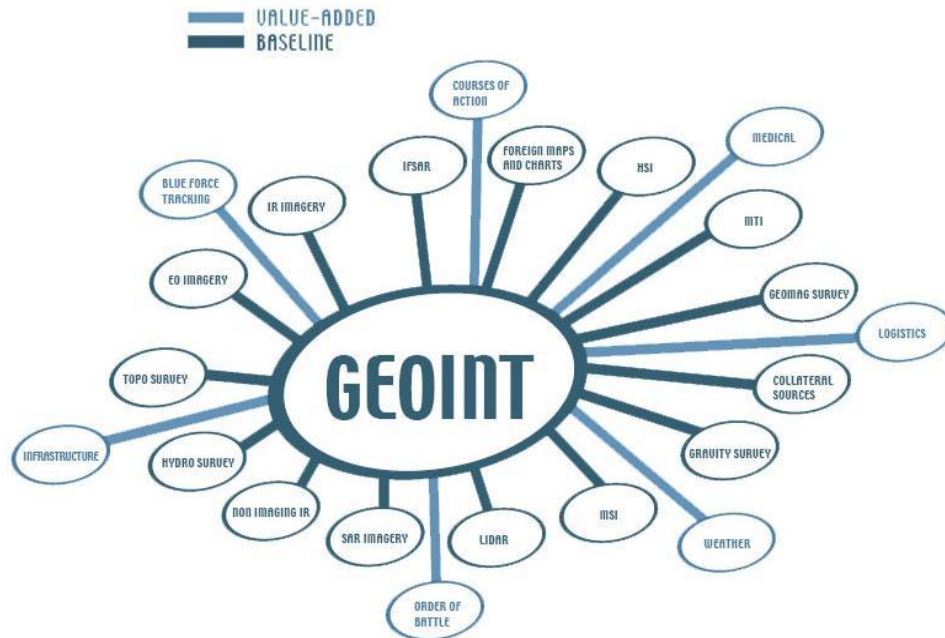 VALUE-ADDED
BASELINE
COURSES OF
ACTION
FOREIGN MAPS
AND CHARTS
IFSAR
HSI
MEDICAL
BLUE FORCE
TRACKING
IR IMAGERY
MTI
EO IMAGERY
GEOMAG SURVEY
LOGISTICS
GEOINT
TOPO SURVEY
COLLATERAL
SOURCES
INFRASTRUCTURE
HYDRO SURVEY
GRAVITY SURVEY
NON IMAGING IR
SAR IMAGERY
LIDAR
MSI
WEATHER
ORDER OF
BATTLE